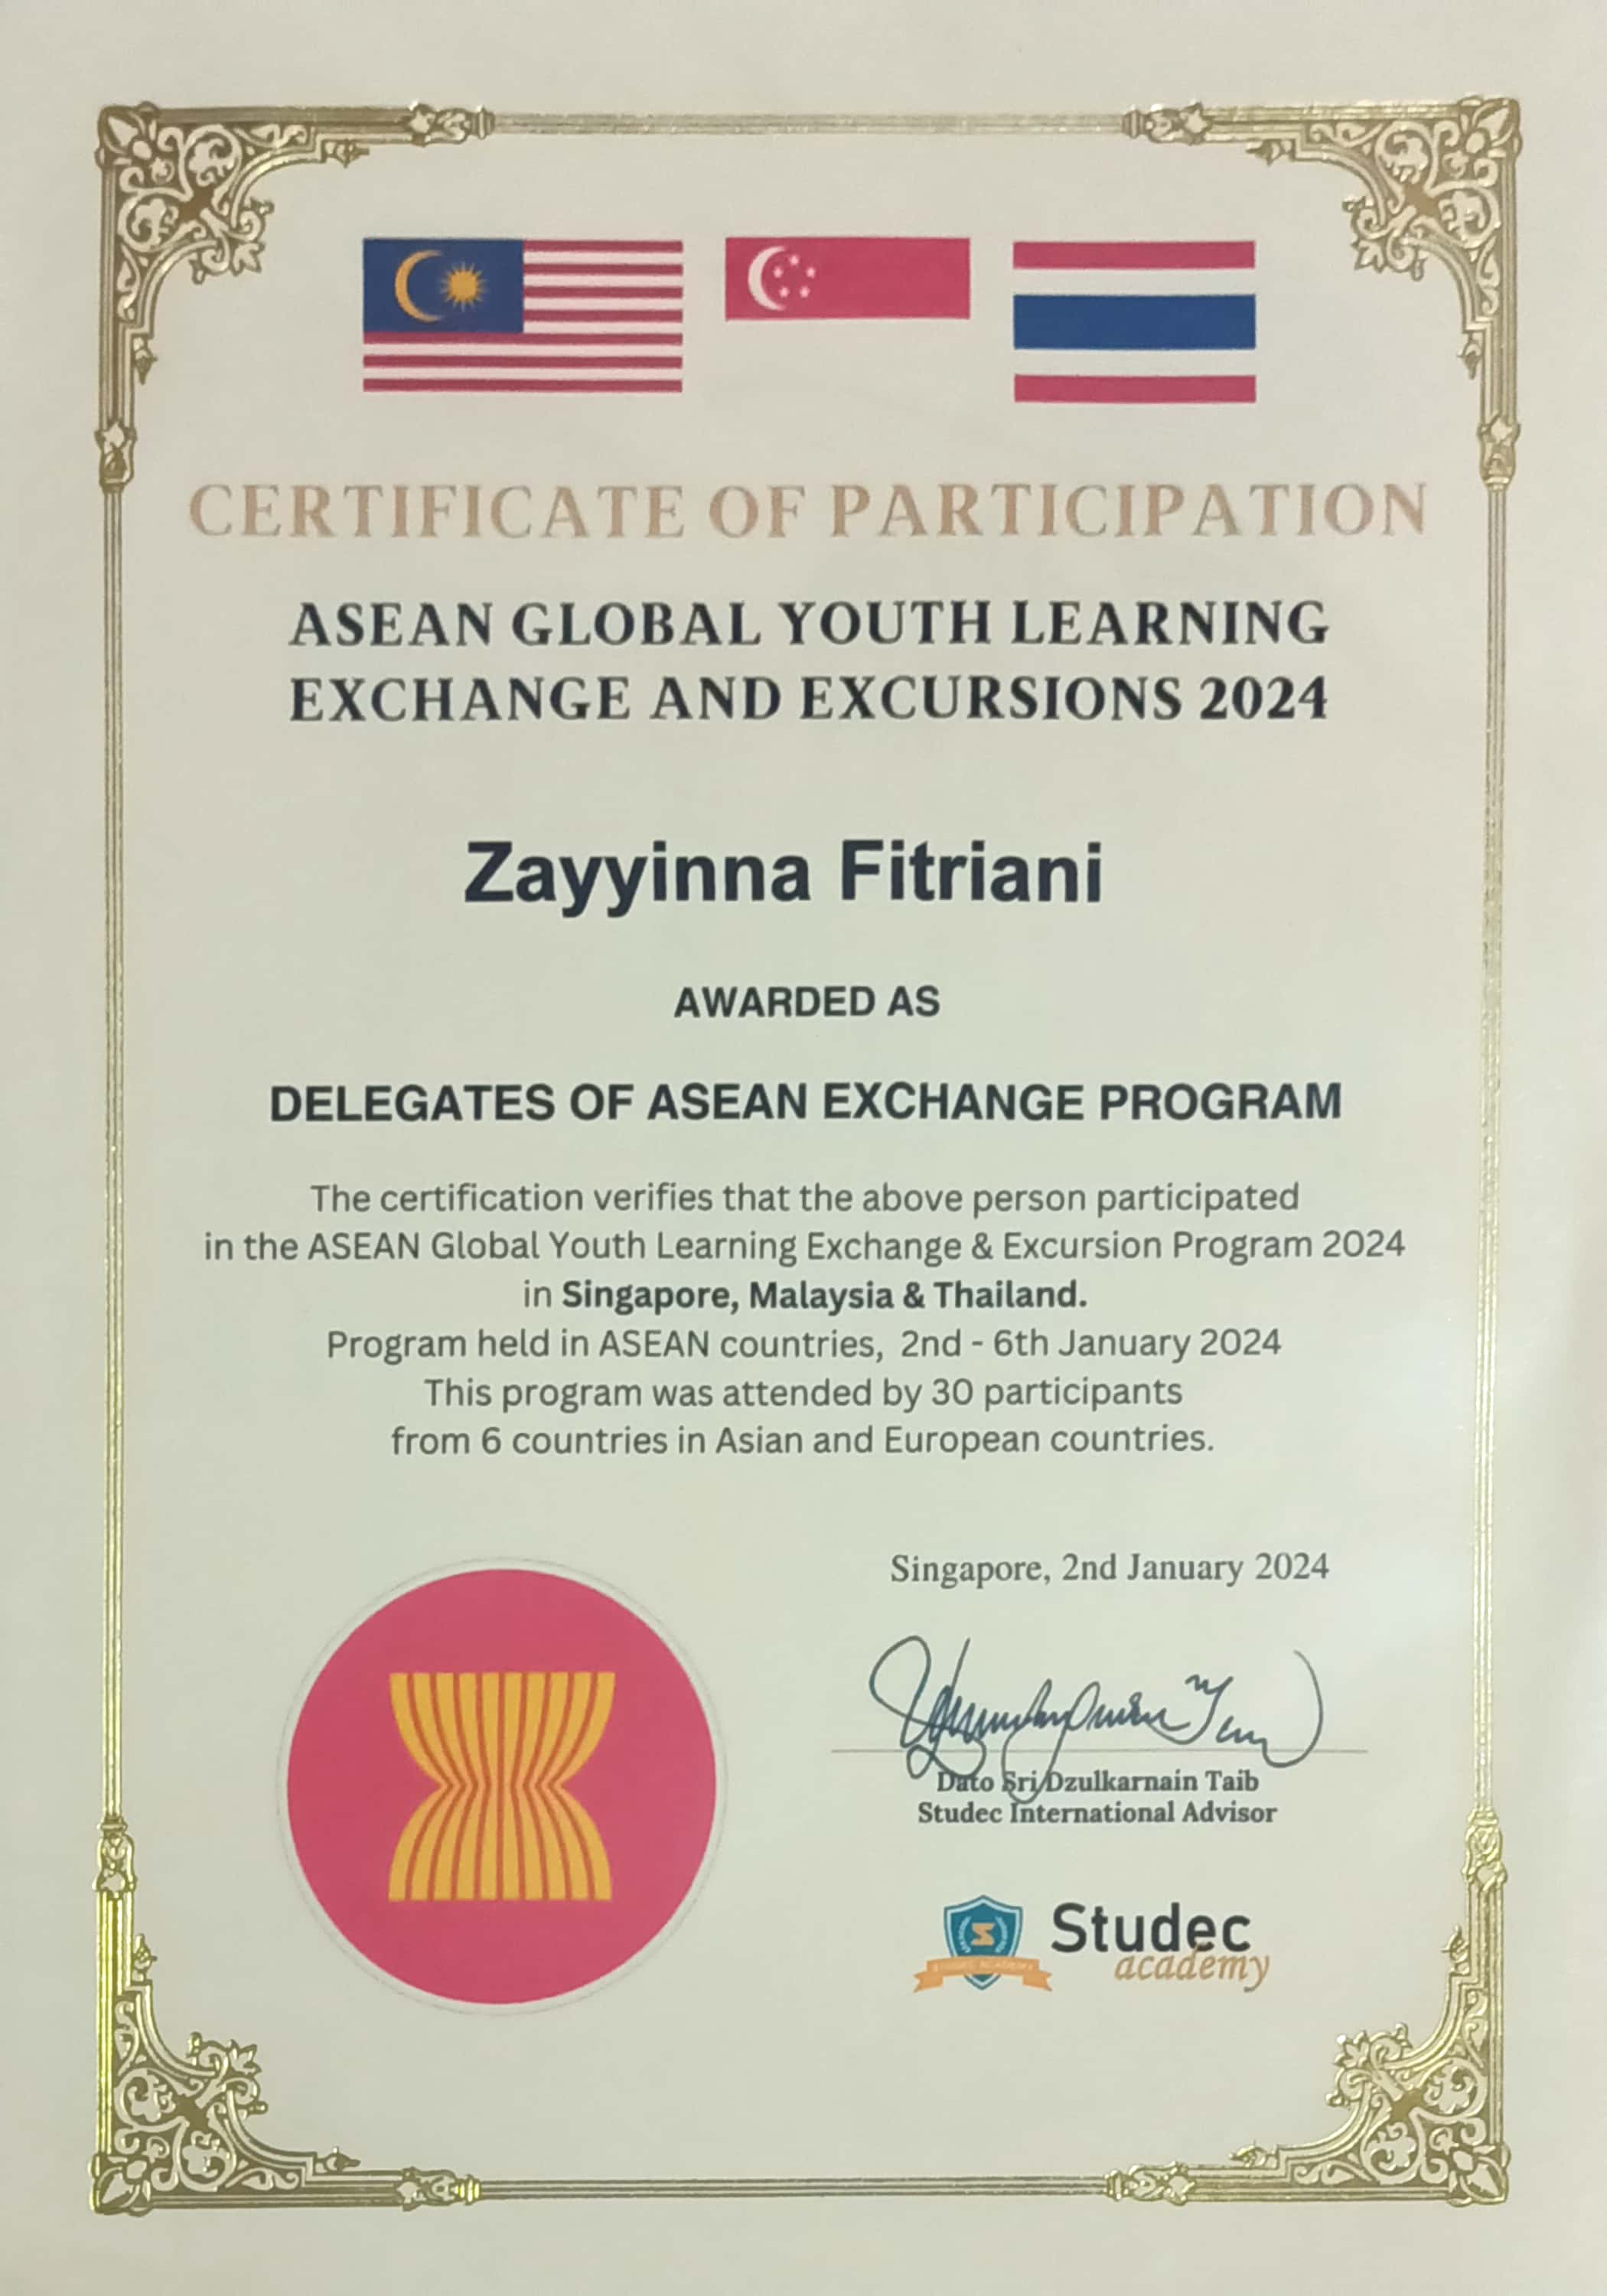 CERTIFICATE OF PARTICIPATION
ASEAN GLOBAL YOUTH LEARNING
EXCHANGE AND EXCURSIONS 2024
Zayyinna Fitriani
AWARDED AS
DELEGATES OF ASEAN EXCHANGE PROGRAM
The certification verifies that the above person participated
in the ASEAN Global Youth Learning Exchange & Excursion Program 2024
in Singapore, Malaysia & Thailand.
Program held in ASEAN countries, 2nd - 6th January 2024
This program was attended by 30 participants
from 6 countries in Asian and European countries.
Singapore, 2nd January 2024
Dato Sri Dzulkarnain Taib
Studec International Advisor
Studec
academy
STUDEC ACADEMY